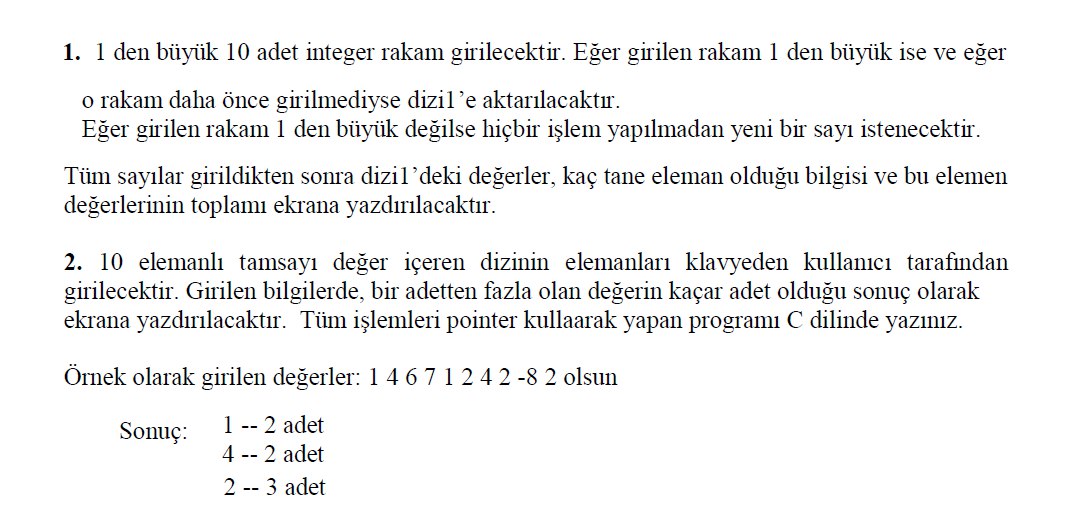 1. 1 den büyük 10 adet integer rakam girilecektir. Eğer girilen rakam 1 den büyük ise ve eğer
o rakam daha önce girilmediyse dizi1’e aktarılacaktır.
Eğer girilen rakam 1 den büyük değilse hiçbir işlem yapılmadan yeni bir sayı istenecektir.
Tüm sayılar girildikten sonra dizi1’deki değerler, kaç tane eleman olduğu bilgisi ve bu elemen
değerlerinin toplamı ekrana yazdırılacaktır.
2. 10 elemanlı tamsayı değer içeren dizinin elemanları klavyeden kullanıcı tarafından
girilecektir. Girilen bilgilerde, bir adetten fazla olan değerin kaçar adet olduğu sonuç olarak
ekrana yazdırılacaktır. Tüm işlemleri pointer kullaarak yapan programı C dilinde yazınız.
Örnek olarak girilen değerler: 1 4 6 7 1 2 4 2 -8 2 olsun
Sonuç: 1 -- 2 adet
4 -- 2 adet
2 -- 3 adet